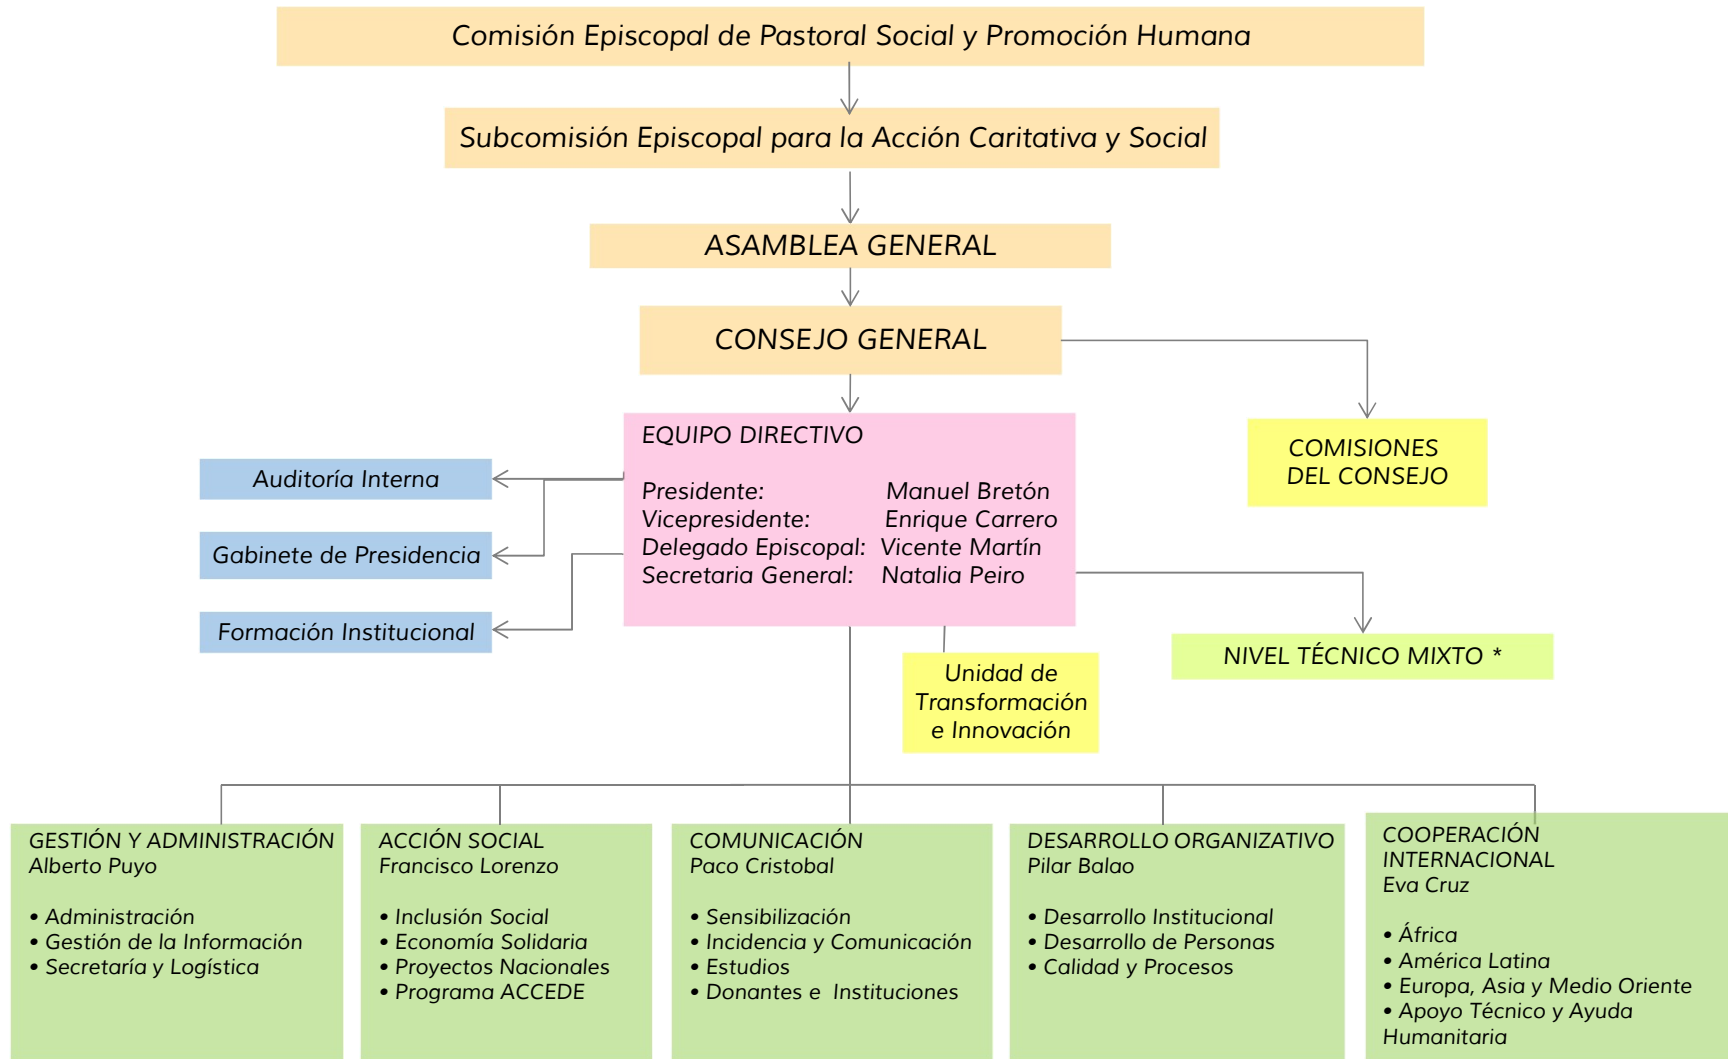 Comisión Episcopal de Pastoral Social y Promoción Humana
Subcomisión Episcopal para la Acción Caritativa y Social
ASAMBLEA GENERAL
CONSEJO GENERAL
COMISIONES
DEL CONSEJO
EQUIPO DIRECTIVO
Presidente: Manuel Bretón
Vicepresidente: Enrique Carrero
Delegado Episcopal: Vicente Martín
Secretaria General: Natalia Peiro
Auditoría Interna
Gabinete de Presidencia
Formación Institucional
NIVEL TÉCNICO MIXTO *
Unidad de
Transformación
e Innovación
GESTIÓN Y ADMINISTRACIÓN
Alberto Puyo
• Administración
• Gestión de la Información
• Secretaría y Logística
ACCIÓN SOCIAL
Francisco Lorenzo
• Inclusión Social
• Economía Solidaria
• Proyectos Nacionales
• Programa ACCEDE
COMUNICACIÓN
Paco Cristobal
• Sensibilización
• Incidencia y Comunicación
• Estudios
• Donantes e Instituciones
DESARROLLO ORGANIZATIVO
Pilar Balao
• Desarrollo Institucional
• Desarrollo de Personas
• Calidad y Procesos
COOPERACIÓN
INTERNACIONAL
Eva Cruz
• África
• América Latina
• Europa, Asia y Medio Oriente
• Apoyo Técnico y Ayuda
Humanitaria